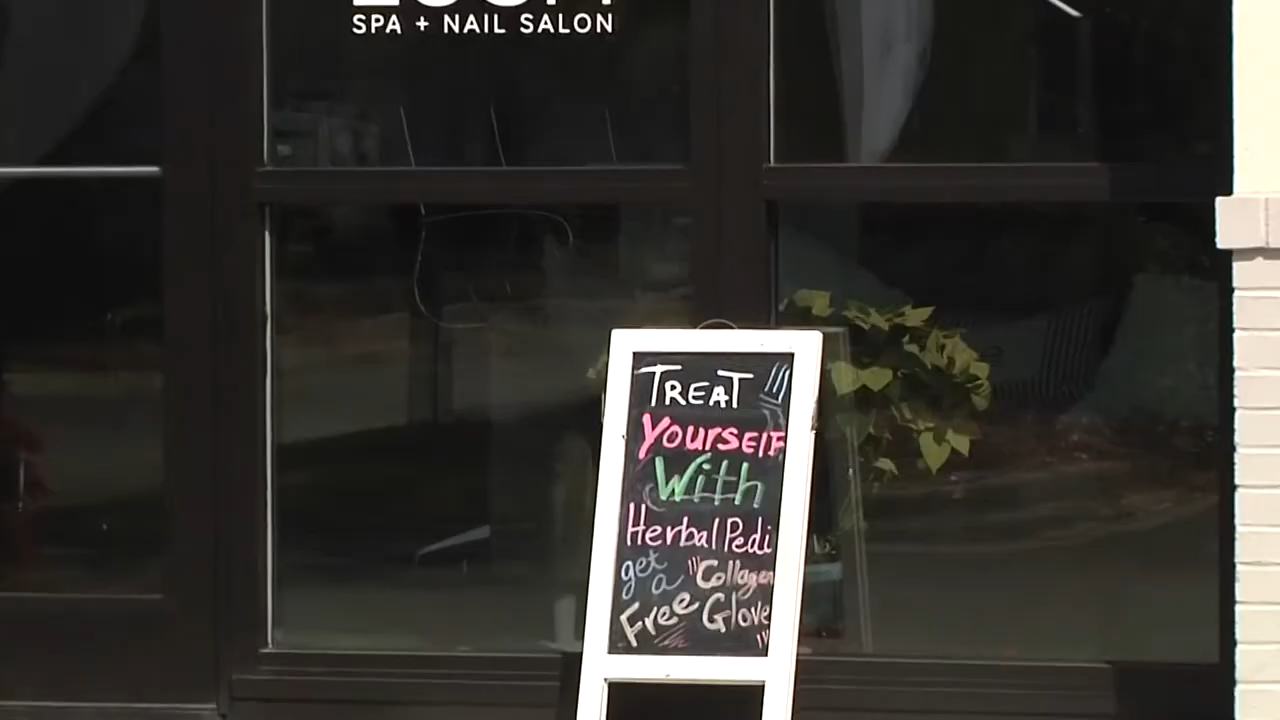 SPA + NAIL SALON
TREAT
Yourself
With
Herbal Pedi
get a "Collagen
Free Glove"